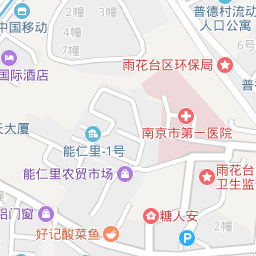 2幢
3幢
普德村流动
人口公寓
中国移动
4幢
7幢
6号
雨花台区环保局
国际酒店
南京市第一医院
天大厦
能仁里-1号
能仁里农贸市场
雨花台
卫生监
铝门窗
糖人安
2幢
好记酸菜鱼
P